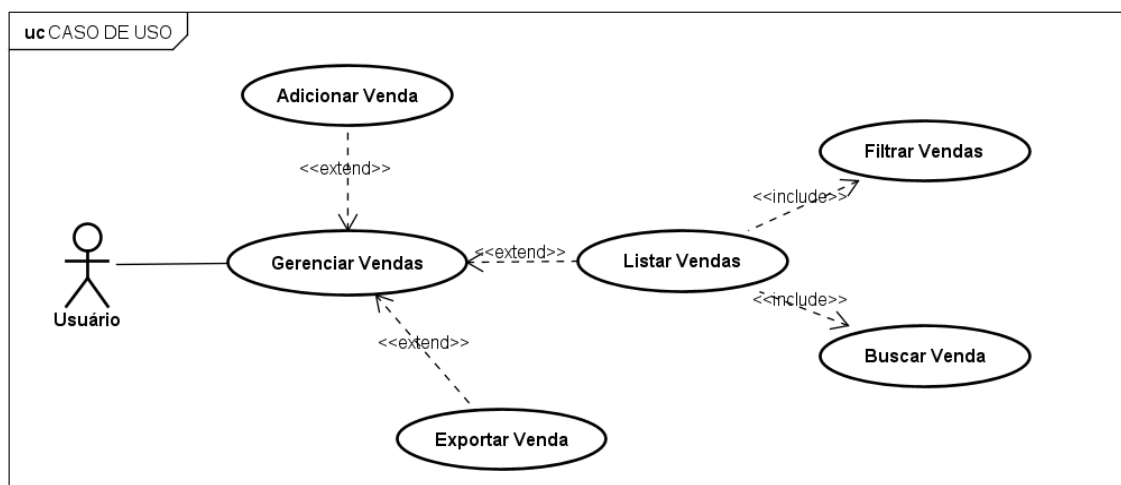 uc CASO DE USO
Adicionar Venda
<<extend>>
Filtrar Vendas
<<include>>
Usuário
Gerenciar Vendas
<<extend>>
Listar Vendas
<<include>>
Buscar Venda
<<extend>>
Exportar Venda